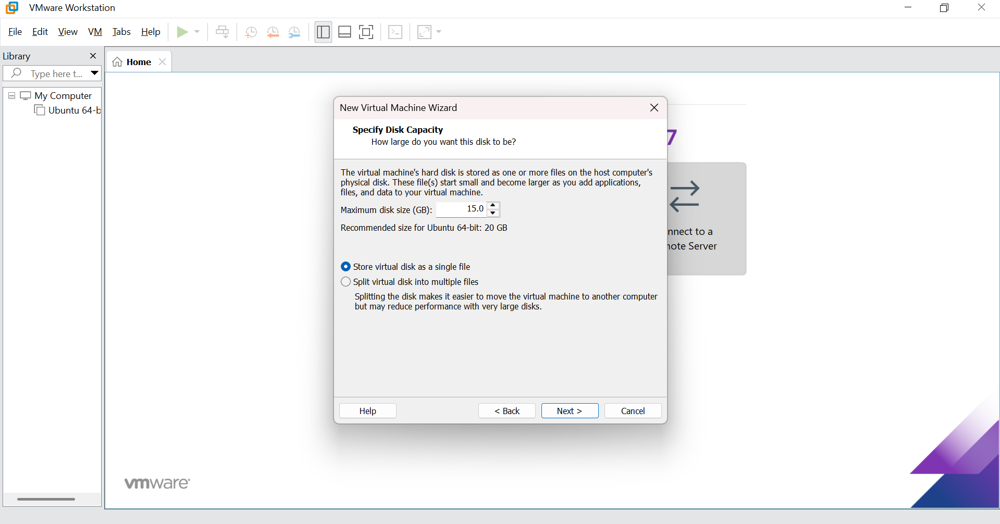 VMware Workstation
File Edit View VM Tabs Help
Library
Home
Type here t...
My Computer
Ubuntu 64-b
New Virtual Machine Wizard
Specify Disk Capacity
How large do you want this disk to be?
7
The virtual machine's hard disk is stored as one or more files on the host computer's
physical disk. These file(s) start small and become larger as you add applications,
files, and data to your virtual machine.
Maximum disk size (GB): 15.0
Recommended size for Ubuntu 64-bit: 20 GB
nnect to a
note Server
Store virtual disk as a single file
Split virtual disk into multiple files
Splitting the disk makes it easier to move the virtual machine to another computer
but may reduce performance with very large disks.
Help < Back Next > Cancel
vmware®